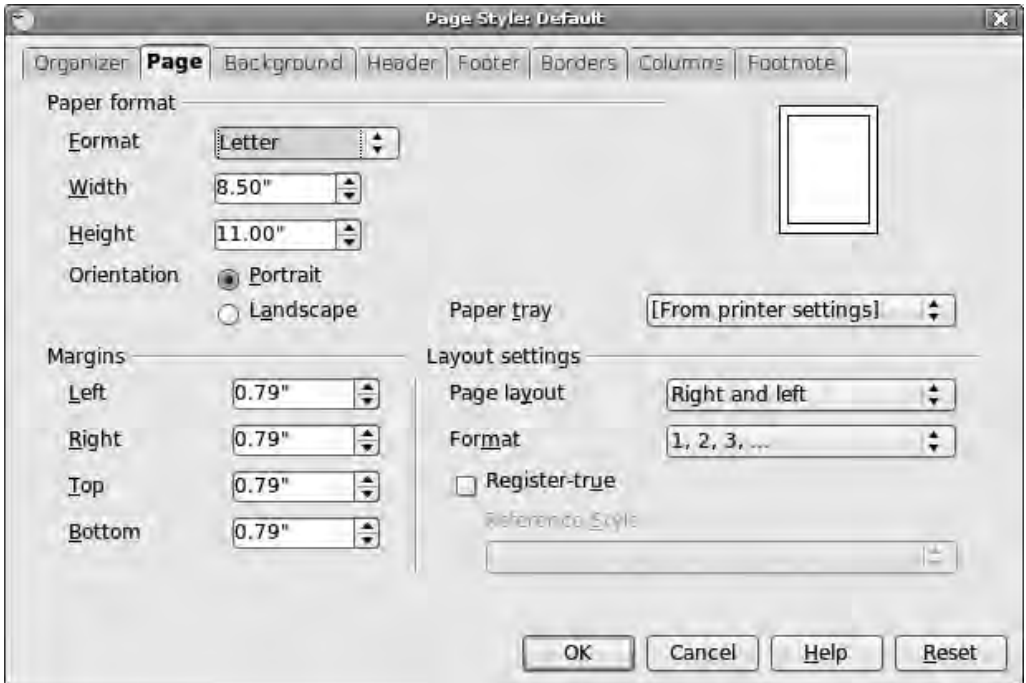 Page Style: Default
Organizer Page Background Header Footer Borders Columns Footnote
Paper format
Format Letter
Width 8.50"
Height 11.00"
Orientation Portrait
Landscape
Paper tray [From printer settings]
Margins
Left 0.79"
Right 0.79"
Top 0.79"
Bottom 0.79"
Layout settings
Page layout Right and left
Format 1, 2, 3, ...
Register-true
Reference Style
OK Cancel Help Reset